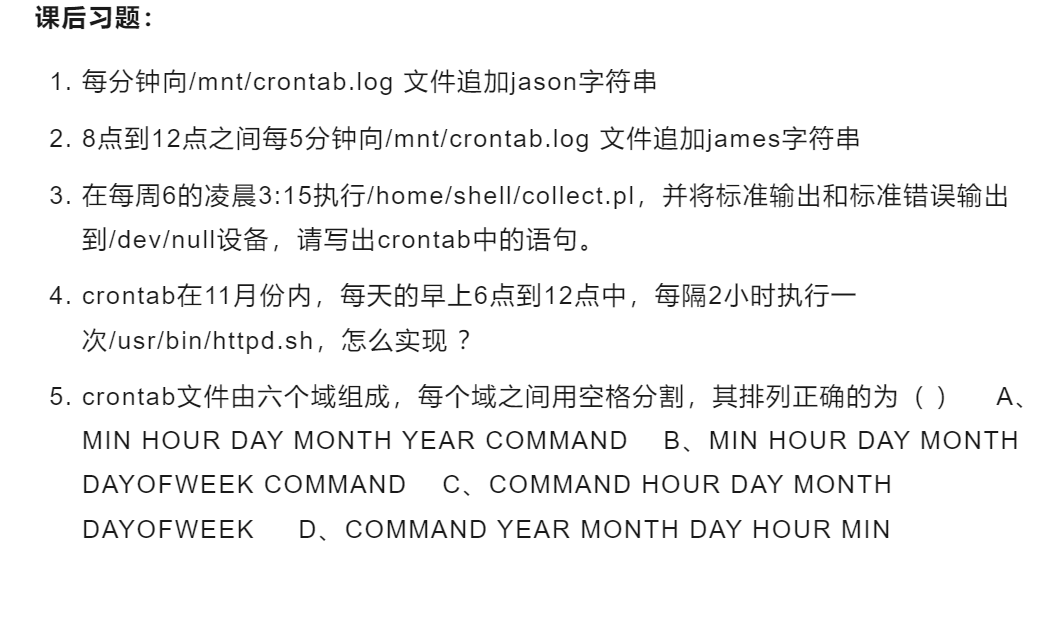 课后习题：
1. 每分钟向/mnt/crontab.log 文件追加jason字符串
2. 8点到12点之间每5分钟向/mnt/crontab.log 文件追加james字符串
3. 在每周6的凌晨3:15执行/home/shell/collect.pl，并将标准输出和标准错误输出
到/dev/null设备，请写出crontab中的语句。
4. crontab在11月份内，每天的早上6点到12点中，每隔2小时执行一
次/usr/bin/httpd.sh，怎么实现 ？
5. crontab文件由六个域组成，每个域之间用空格分割，其排列正确的为（ ） A、
MIN HOUR DAY MONTH YEAR COMMAND B、MIN HOUR DAY MONTH
DAYOFWEEK COMMAND C、COMMAND HOUR DAY MONTH
DAYOFWEEK D、COMMAND YEAR MONTH DAY HOUR MIN